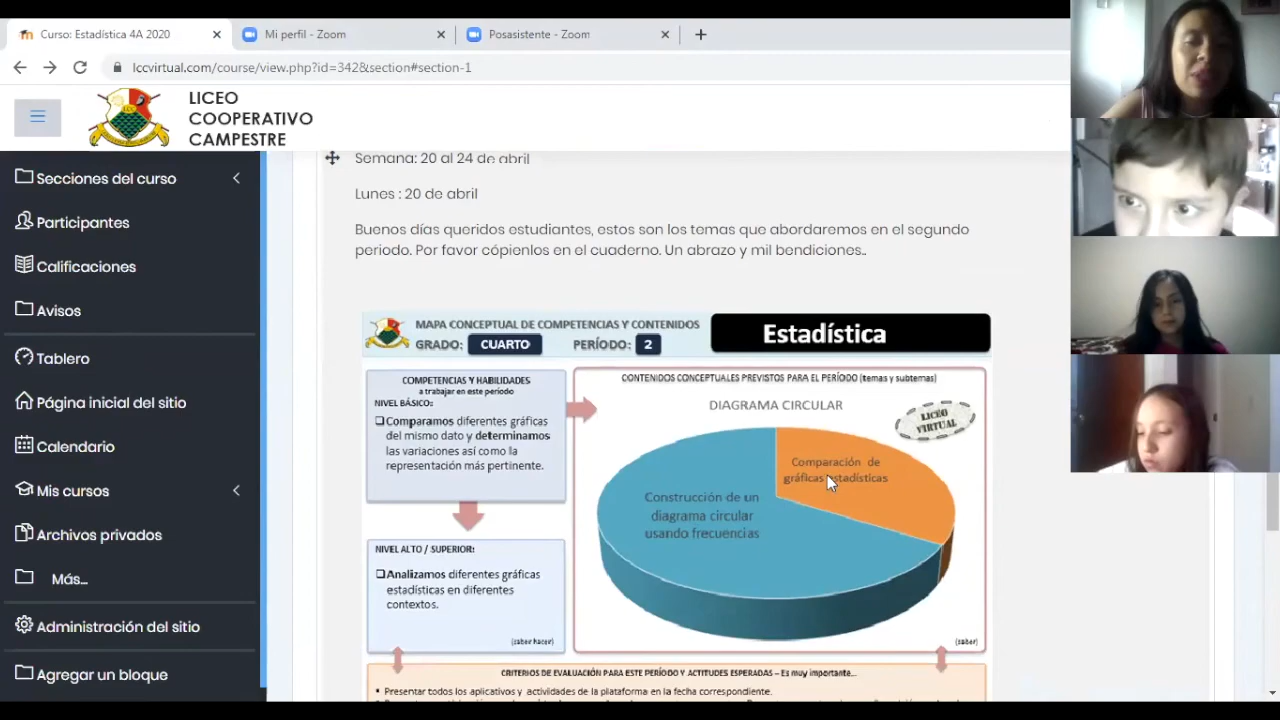 Curso: Estadística 4A 2020
Mi perfil - Zoom
Posasistente - Zoom
lccvirtual.com/course/view.php?id=342&section#section-1
LICEO
COOPERATIVO
CAMPESTRE
Secciones del curso
Participantes
Calificaciones
Avisos
Tablero
Página inicial del sitio
Calendario
Mis cursos
Archivos privados
Más...
Administración del sitio
Agregar un bloque
Semana: 20 al 24 de abril
Lunes : 20 de abril
Buenos días queridos estudiantes, estos son los temas que abordaremos en el segundo
periodo. Por favor cópienlos en el cuaderno. Un abrazo y mil bendiciones..
MAPA CONCEPTUAL DE COMPETENCIAS Y CONTENIDOS
GRADO: CUARTO PERÍODO: 2
Estadística
COMPETENCIAS Y HABILIDADES
a trabajar en este período
NIVEL BÁSICO:
Comparamos diferentes gráficas
del mismo dato y determinamos
las variaciones así como la
representación más pertinente.
NIVEL ALTO / SUPERIOR:
Analizamos diferentes gráficas
estadísticas en diferentes
contextos.
(saber hacer)
CONTENIDOS CONCEPTUALES PREVISTOS PARA EL PERÍODO (temas y subtemas)
DIAGRAMA CIRCULAR
LICEO
VIRTUAL
Comparación de
gráficas estadísticas
Construcción de un
diagrama circular
usando frecuencias
(saber)
CRITERIOS DE EVALUACIÓN PARA ESTE PERÍODO Y ACTITUDES ESPERADAS – Es muy importante...
Presentar todos los aplicativos y actividades de la plataforma en la fecha correspondiente.